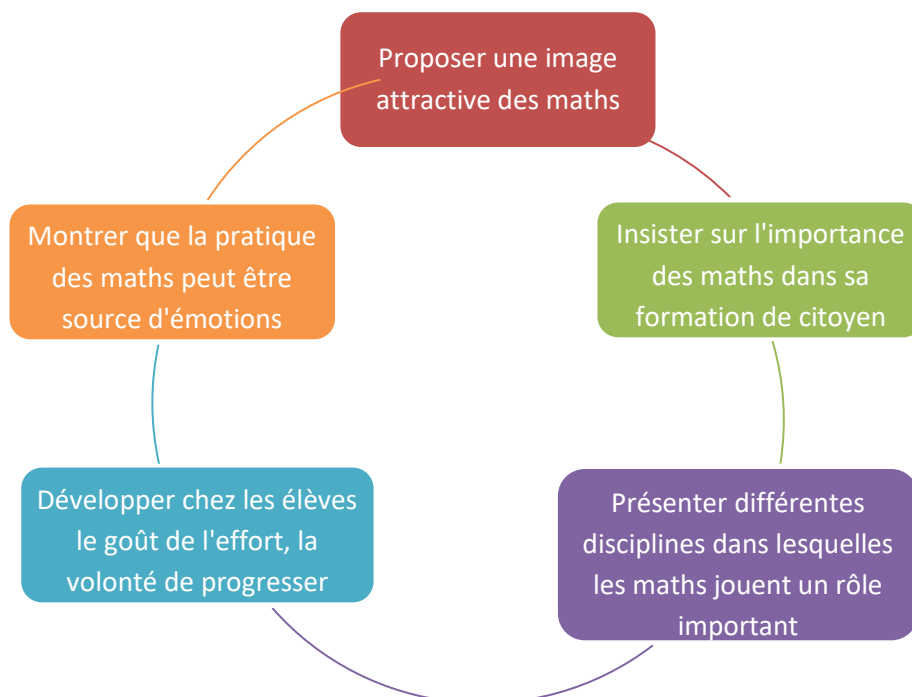 Proposer une image
attractive des maths
Insister sur l'importance
des maths dans sa
formation de citoyen
Présenter différentes
disciplines dans lesquelles
les maths jouent un rôle
important
Développer chez les élèves
le goût de l'effort, la
volonté de progresser
Montrer que la pratique
des maths peut être
source d'émotions